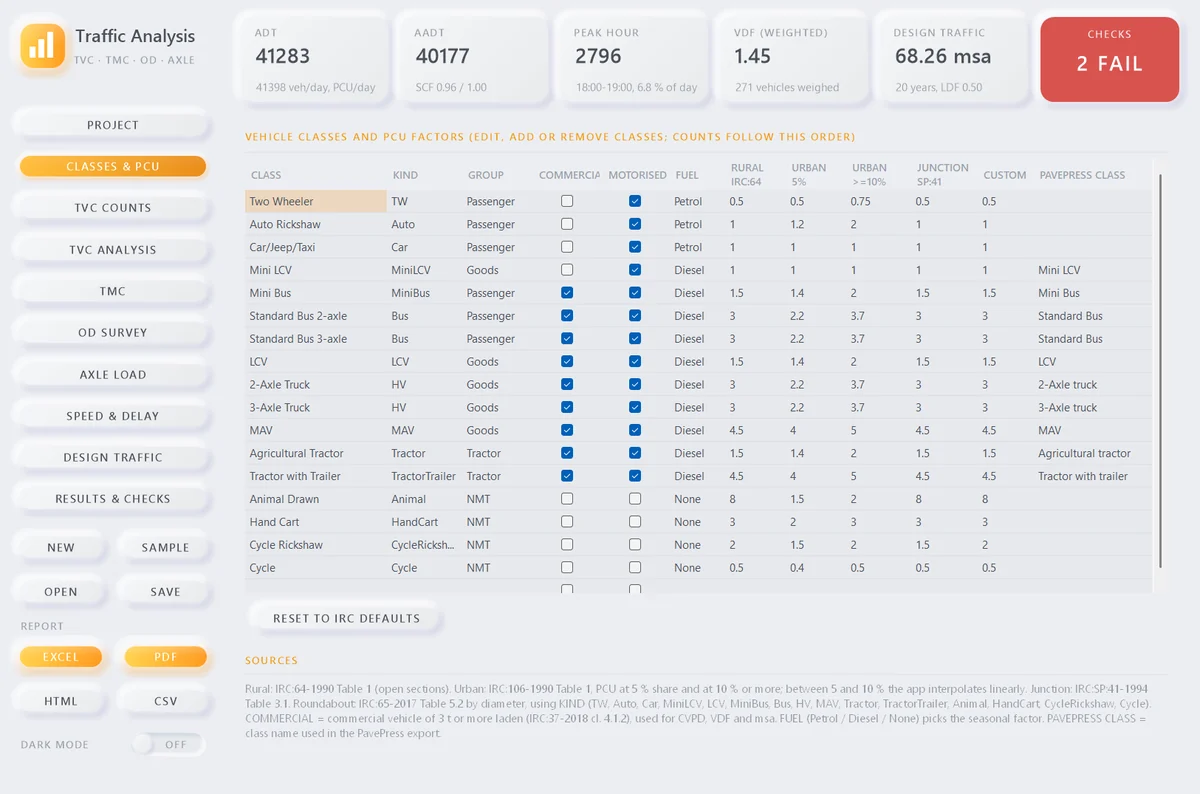 Traffic Analysis
TVC · TMC · OD · AXLE
ADT
41283
41398 veh/day, PCU/day
AADT
40177
SCF 0.96 / 1.00
PEAK HOUR
2796
18:00-19:00, 6.8 % of day
VDF (WEIGHTED)
1.45
271 vehicles weighed
DESIGN TRAFFIC
68.26 msa
20 years, LDF 0.50
CHECKS
2 FAIL
PROJECT
CLASSES & PCU
TVC COUNTS
TVC ANALYSIS
TMC
OD SURVEY
AXLE LOAD
SPEED & DELAY
DESIGN TRAFFIC
RESULTS & CHECKS
NEW SAMPLE
OPEN SAVE
REPORT
EXCEL PDF
HTML CSV
DARK MODE OFF
VEHICLE CLASSES AND PCU FACTORS (EDIT, ADD OR REMOVE CLASSES; COUNTS FOLLOW THIS ORDER)
CLASS KIND GROUP COMMERCIA MOTORISED FUEL RURAL IRC:64 URBAN 5% URBAN >=10% JUNCTION SP:41 CUSTOM PAVEPRESS CLASS
Two Wheeler TW Passenger Petrol 0.5 0.5 0.75 0.5 0.5
Auto Rickshaw Auto Passenger Petrol 1 1.2 2 1 1
Car/Jeep/Taxi Car Passenger Petrol 1 1 1 1 1
Mini LCV MiniLCV Goods Diesel 1 1 1 1 1 Mini LCV
Mini Bus MiniBus Passenger Diesel 1.5 1.4 2 1.5 1.5 Mini Bus
Standard Bus 2-axle Bus Passenger Diesel 3 2.2 3.7 3 3 Standard Bus
Standard Bus 3-axle Bus Passenger Diesel 3 2.2 3.7 3 3 Standard Bus
LCV LCV Goods Diesel 1.5 1.4 2 1.5 1.5 LCV
2-Axle Truck HV Goods Diesel 3 2.2 3.7 3 3 2-Axle truck
3-Axle Truck HV Goods Diesel 3 2.2 3.7 3 3 3-Axle truck
MAV MAV Goods Diesel 4.5 4 5 4.5 4.5 MAV
Agricultural Tractor Tractor Tractor Diesel 1.5 1.4 2 1.5 1.5 Agricultural tractor
Tractor with Trailer TractorTrailer Tractor Diesel 4.5 4 5 4.5 4.5 Tractor with trailer
Animal Drawn Animal NMT None 8 1.5 2 8 8
Hand Cart HandCart NMT None 3 2 3 3 3
Cycle Rickshaw CycleRicksh... NMT None 2 1.5 2 1.5 2
Cycle Cycle NMT None 0.5 0.4 0.5 0.5 0.5
RESET TO IRC DEFAULTS
SOURCES
Rural: IRC:64-1990 Table 1 (open sections). Urban: IRC:106-1990 Table 1, PCU at 5 % share and at 10 % or more; between 5 and 10 % the app interpolates linearly. Junction: IRC:SP:41-1994
Table 3.1. Roundabout: IRC:65-2017 Table 5.2 by diameter, using KIND (TW, Auto, Car, MiniLCV, LCV, MiniBus, Bus, HV, MAV, Tractor, TractorTrailer, Animal, HandCart, CycleRickshaw, Cycle).
COMMERCIAL = commercial vehicle of 3 t or more laden (IRC:37-2018 cl. 4.1.2), used for CVPD, VDF and msa. FUEL (Petrol / Diesel / None) picks the seasonal factor. PAVEPRESS CLASS =
class name used in the PavePress export.